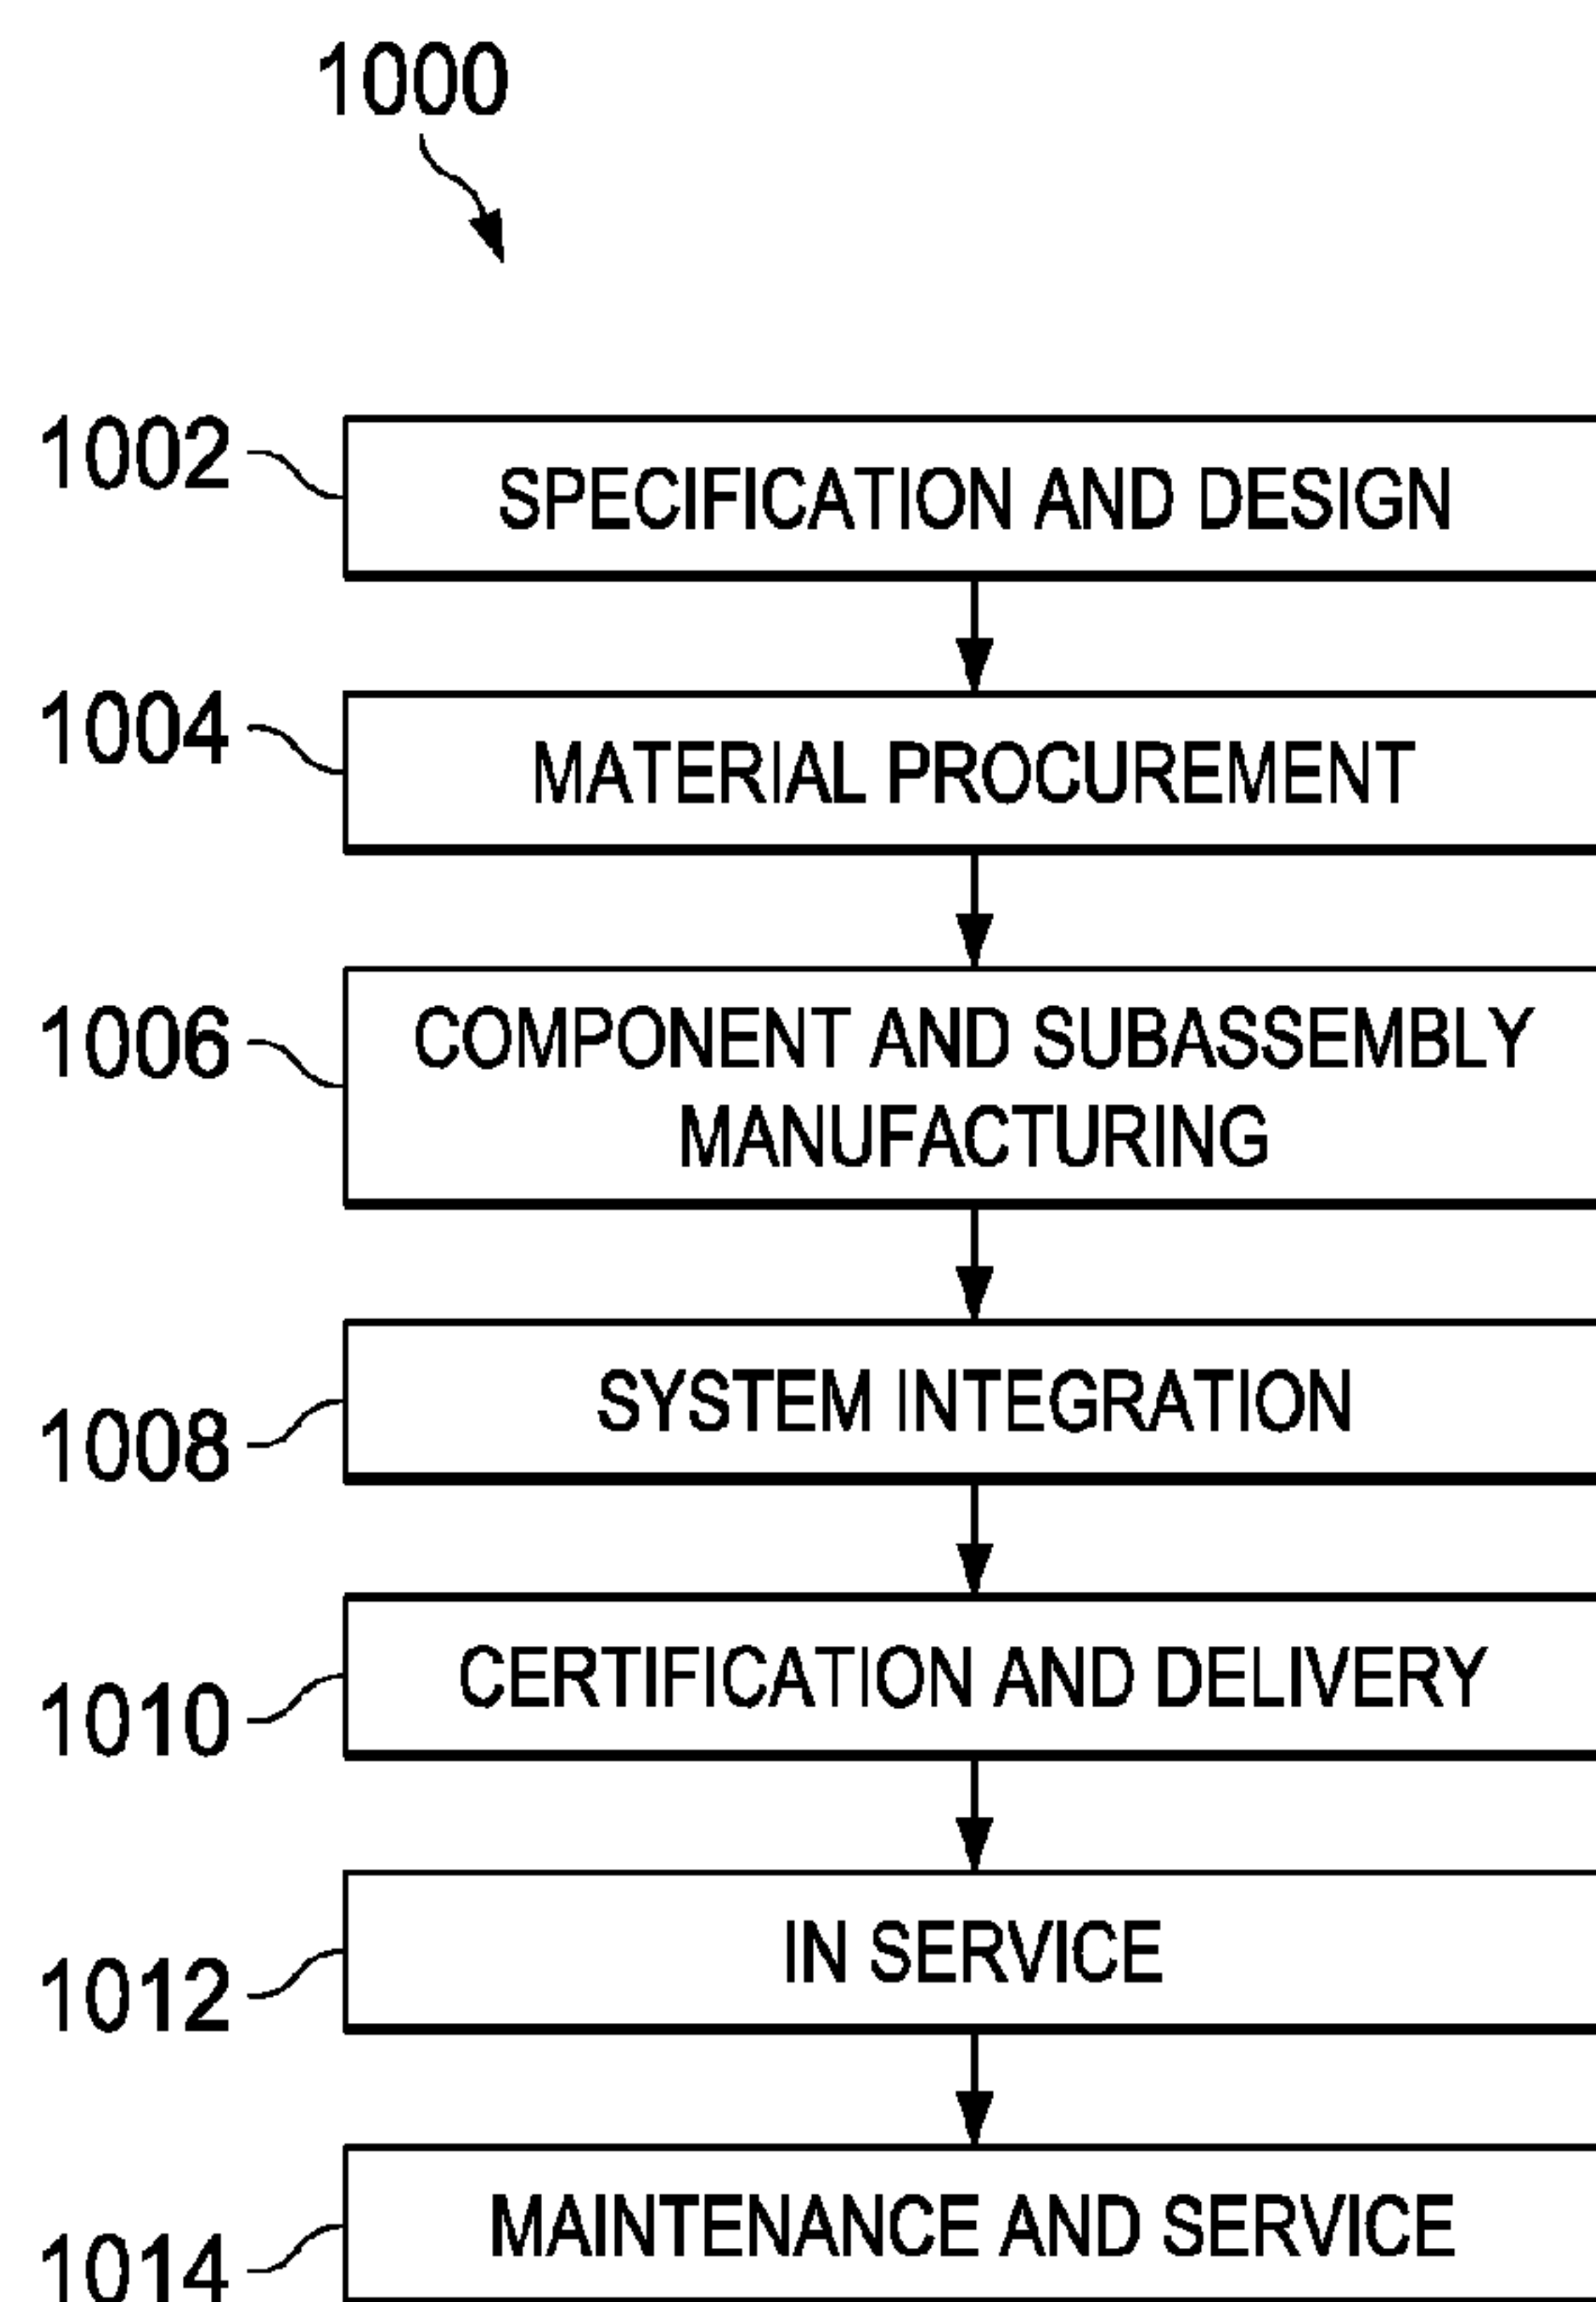 1000
1002
SPECIFICATION AND DESIGN
1004
MATERIAL PROCUREMENT
1006
COMPONENT AND SUBASSEMBLY
MANUFACTURING
1008
SYSTEM INTEGRATION
1010
CERTIFICATION AND DELIVERY
1012
IN SERVICE
1014
MAINTENANCE AND SERVICE